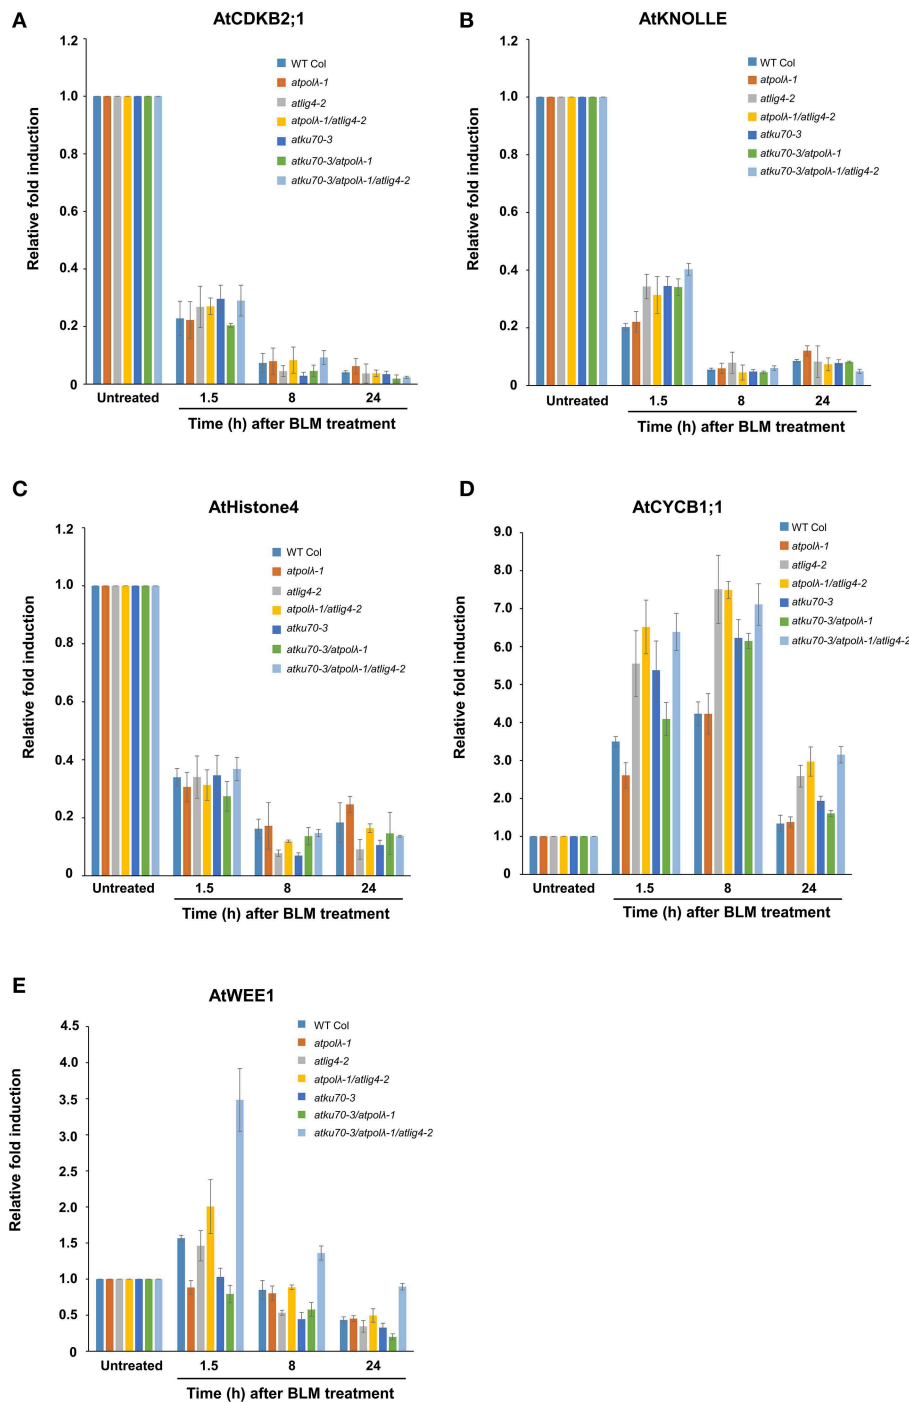 A
AtCDKB2;1
1.2
1.0
0.8
0.6
0.4
0.2
0
Relative fold induction
WT Col
atpolλ-1
atlig4-2
atpolλ-1/atlig4-2
atku70-3
atku70-3/atpolλ-1
atku70-3/atpolλ-1/atlig4-2
Untreated 1.5 8 24
Time (h) after BLM treatment
B
AtKNOLLE
1.2
1.0
0.8
0.6
0.4
0.2
0
Relative fold induction
WT Col
atpolλ-1
atlig4-2
atpolλ-1/atlig4-2
atku70-3
atku70-3/atpolλ-1
atku70-3/atpolλ-1/atlig4-2
Untreated 1.5 8 24
Time (h) after BLM treatment
C
AtHistone4
1.2
1.0
0.8
0.6
0.4
0.2
0
Relative fold induction
WT Col
atpolλ-1
atlig4-2
atpolλ-1/atlig4-2
atku70-3
atku70-3/atpolλ-1
atku70-3/atpolλ-1/atlig4-2
Untreated 1.5 8 24
Time (h) after BLM treatment
D
AtCYCB1;1
9.0
8.0
7.0
6.0
5.0
4.0
3.0
2.0
1.0
0
Relative fold induction
WT Col
atpolλ-1
atlig4-2
atpolλ-1/atlig4-2
atku70-3
atku70-3/atpolλ-1
atku70-3/atpolλ-1/atlig4-2
Untreated 1.5 8 24
Time (h) after BLM treatment
E
AtWEE1
4.5
4.0
3.5
3.0
2.5
2.0
1.5
1.0
0.5
0
Relative fold induction
WT Col
atpolλ-1
atlig4-2
atpolλ-1/atlig4-2
atku70-3
atku70-3/atpolλ-1
atku70-3/atpolλ-1/atlig4-2
Untreated 1.5 8 24
Time (h) after BLM treatment